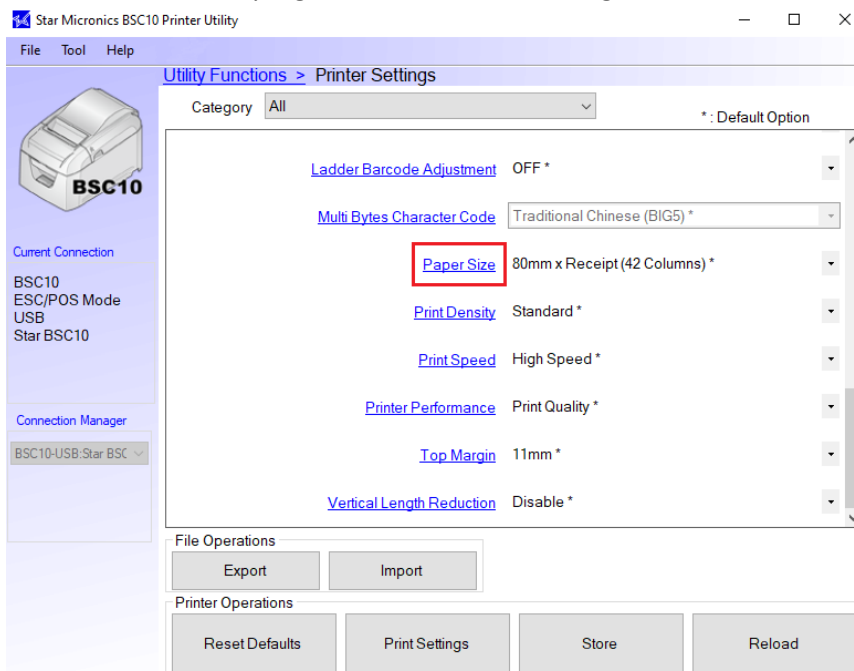 Star Micronics BSC10 Printer Utility
File Tool Help
Utility Functions > Printer Settings
Category All
* : Default Option
BSC10
Ladder Barcode Adjustment OFF *
Multi Bytes Character Code Traditional Chinese (BIG5) *
Paper Size 80mm x Receipt (42 Columns) *
Print Density Standard *
Print Speed High Speed *
Printer Performance Print Quality *
Top Margin 11mm *
Vertical Length Reduction Disable *
Current Connection
BSC10
ESC/POS Mode
USB
Star BSC10
Connection Manager
BSC10-USB:Star BSC
File Operations
Export Import
Printer Operations
Reset Defaults Print Settings Store Reload